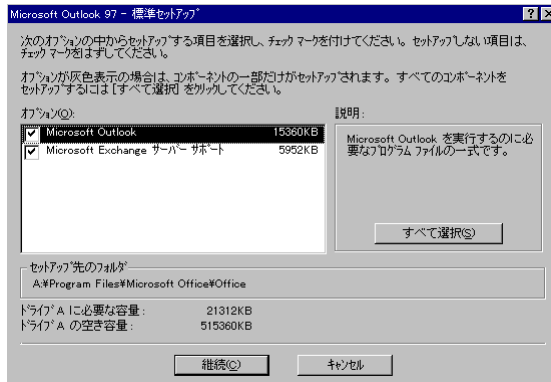 Microsoft Outlook 97 - 標準ｾｯﾄｱｯﾌﾟ
次のｵﾌﾟｼｮﾝの中からｾｯﾄｱｯﾌﾟする項目を選択し、ﾁｪｯｸ ﾏｰｸを付けてください。ｾｯﾄｱｯﾌﾟしない項目は、
ﾁｪｯｸ ﾏｰｸをはずしてください。
ｵﾌﾟｼｮﾝが灰色表示の場合は、ｺﾝﾎﾟｰﾈﾝﾄの一部だけがｾｯﾄｱｯﾌﾟされます。すべてのｺﾝﾎﾟｰﾈﾝﾄを
ｾｯﾄｱｯﾌﾟするには [すべて選択] をｸﾘｯｸしてください。
ｵﾌﾟｼｮﾝ(O):
Microsoft Outlook 15360KB
Microsoft Exchange ｻｰﾊﾞｰ ｻﾎﾟｰﾄ 5952KB
説明:
Microsoft Outlook を実行するのに必
要なﾌﾟﾛｸﾞﾗﾑ ﾌｧｲﾙの一式です。
すべて選択(S)
ｾｯﾄｱｯﾌﾟ先のﾌｫﾙﾀﾞ
A:¥Program Files¥Microsoft Office¥Office
ﾄﾞﾗｲﾌﾞ A に必要な容量: 21312KB
ﾄﾞﾗｲﾌﾞ A の空き容量: 515360KB
継続(C)
ｷｬﾝｾﾙ